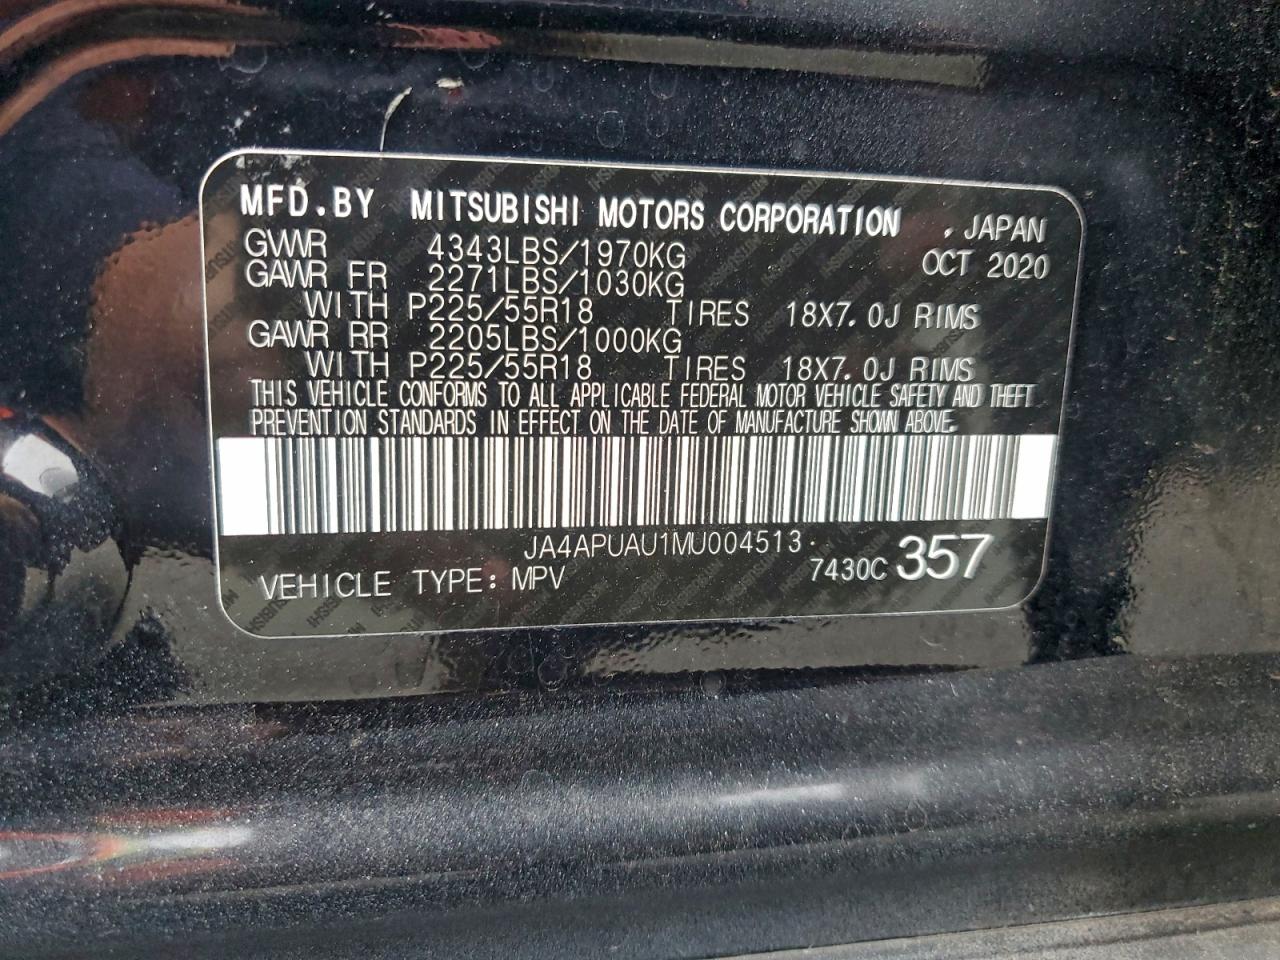 MFD.BY MITSUBISHI MOTORS CORPORATION , JAPAN
GVWR 4343LBS/1970KG OCT 2020
GAWR FR 2271LBS/1030KG
WITH P225/55R18 TIRES 18X7.0J RIMS
GAWR RR 2205LBS/1000KG
WITH P225/55R18 TIRES 18X7.0J RIMS
THIS VEHICLE CONFORMS TO ALL APPLICABLE FEDERAL MOTOR VEHICLE SAFETY AND THEFT
PREVENTION STANDARDS IN EFFECT ON THE DATE OF MANUFACTURE SHOWN ABOVE.
JA4APUAU1MU004513
VEHICLE TYPE: MPV 7430C 357